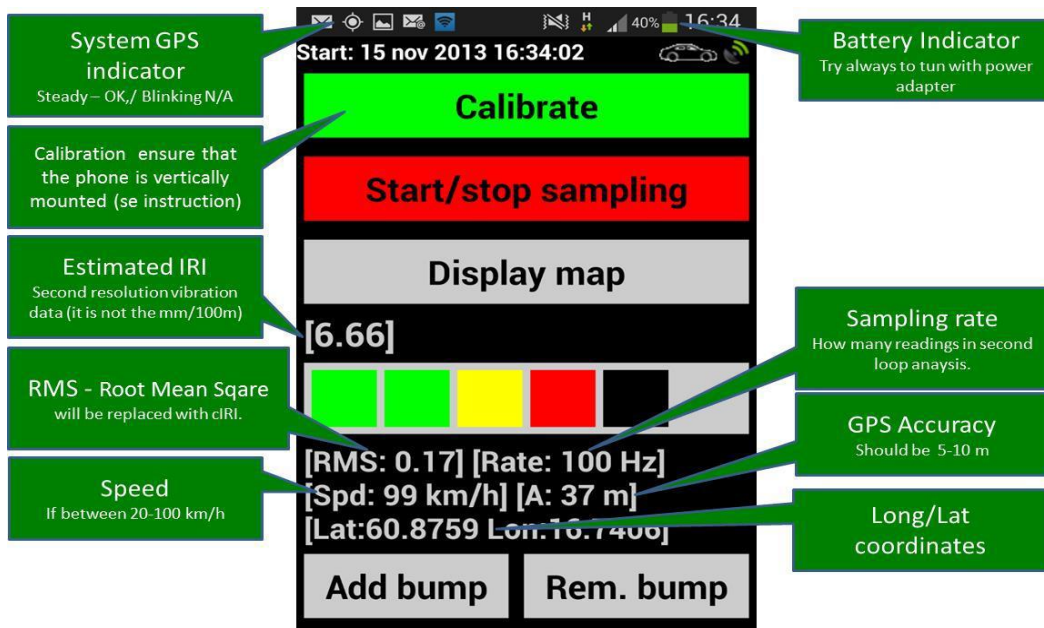 System GPS
indicator
Steady – OK,/ Blinking N/A
Calibration ensure that
the phone is vertically
mounted (se instruction)
Estimated IRI
Second resolution vibration
data (it is not the mm/100m)
RMS - Root Mean Sqare
will be replaced with cIRI.
Speed
If between 20-100 km/h
H 40% 16:34
Start: 15 nov 2013 16:34:02
Calibrate
Start/stop sampling
Display map
[6.66]
[RMS: 0.17] [Rate: 100 Hz]
[Spd: 99 km/h] [A: 37 m]
[Lat:60.8759 Lon:16.7406]
Add bump
Rem. bump
Battery Indicator
Try always to tun with power
adapter
Sampling rate
How many readings in second
loop anaysis.
GPS Accuracy
Should be 5-10 m
Long/Lat
coordinates